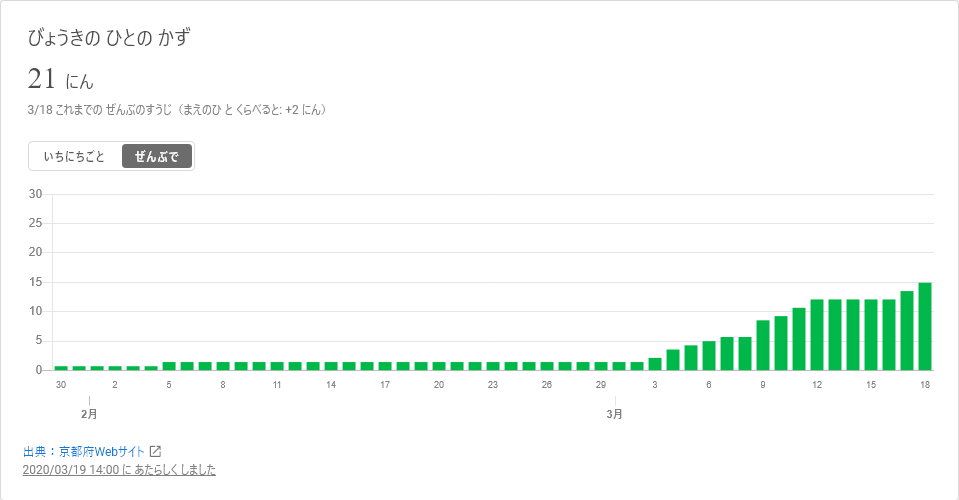 びょうきの ひとの かず
21 にん
3/18 これまでの ぜんぶのすうじ（まえのひ と くらべると: +2 にん）
いちにちごと ぜんぶで
30
25
20
15
10
5
0
30 2 5 8 11 14 17 20 23 26 29 3 6 9 12 15 18
2月 3月
出典：京都府Webサイト
2020/03/19 14:00 に あたらしく しました